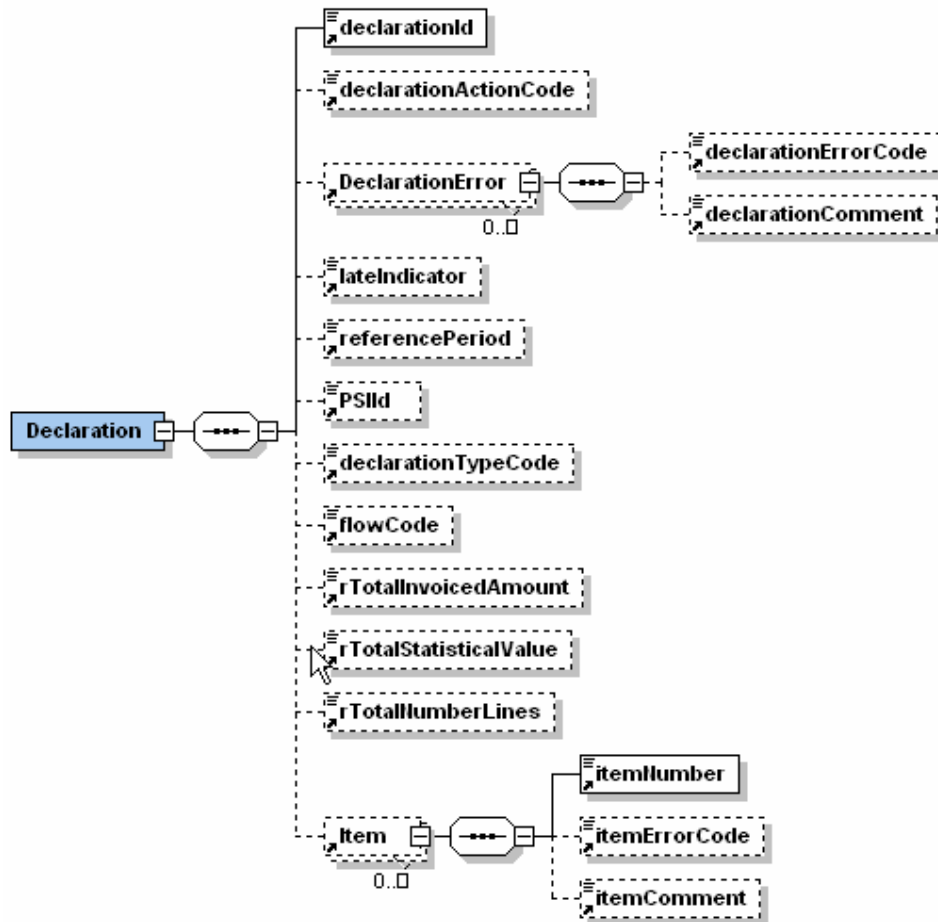 declarationId
declarationActionCode
DeclarationError
0..
declarationErrorCode
declarationComment
lateIndicator
referencePeriod
PSIId
Declaration
declarationTypeCode
flowCode
rTotalInvoicedAmount
rTotalStatisticalValue
rTotalNumberLines
Item
0..
itemNumber
itemErrorCode
itemComment